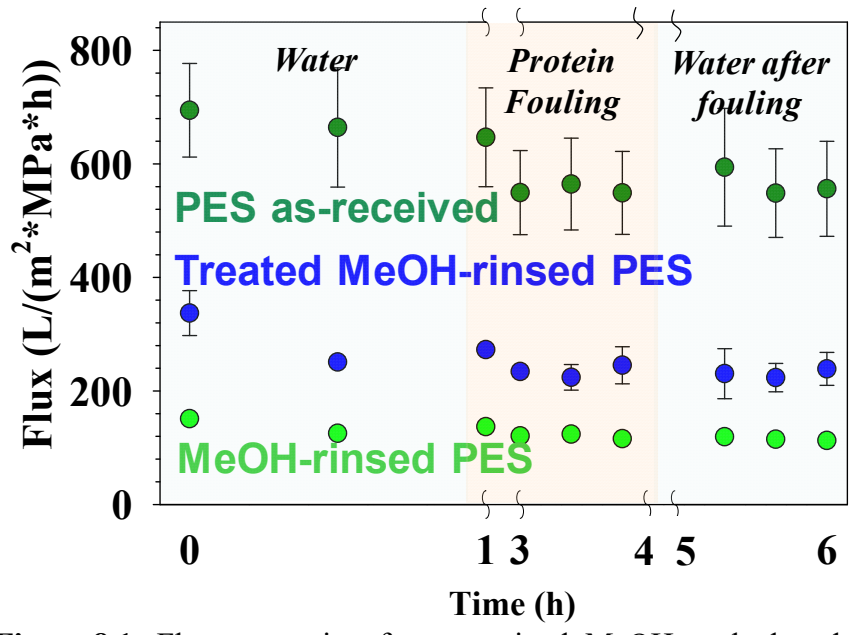 800
600
400
200
0
Flux (L/(m²*MPa*h))
Water
Protein
Fouling
Water after
fouling
PES as-received
Treated MeOH-rinsed PES
MeOH-rinsed PES
0 1 3 4 5 6
Time (h)